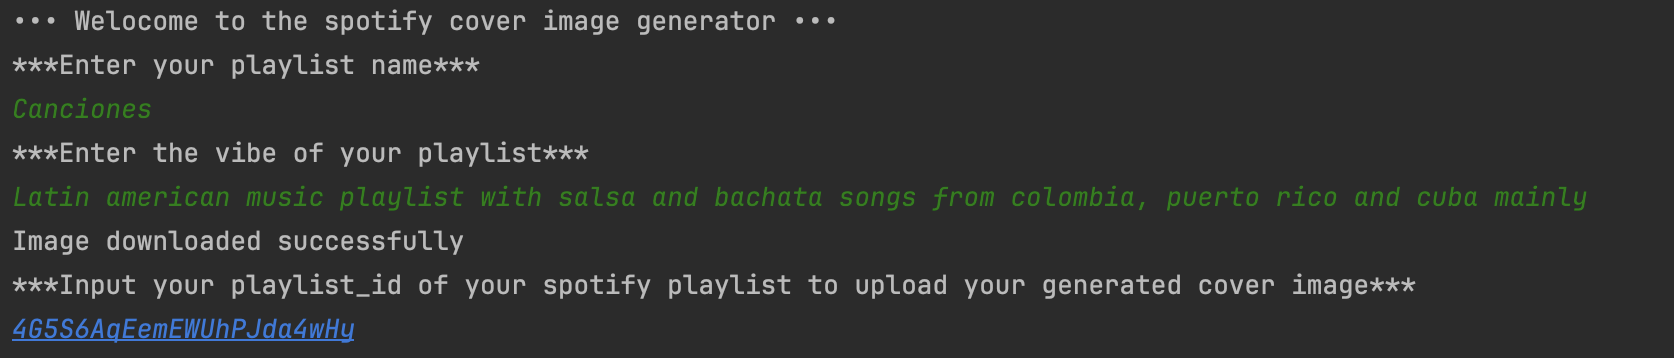 ••• Welocome to the spotify cover image generator •••
***Enter your playlist name***
Canciones
***Enter the vibe of your playlist***
Latin american music playlist with salsa and bachata songs from colombia, puerto rico and cuba mainly
Image downloaded successfully
***Input your playlist_id of your spotify playlist to upload your generated cover image***
4G5S6AqEemEWUhPJda4wHy